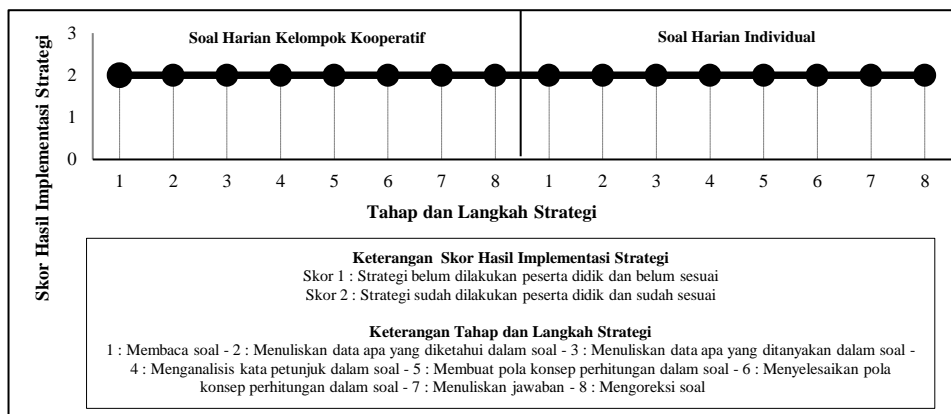 Soal Harian Kelompok Kooperatif
Soal Harian Individual
Skor Hasil Implementasi Strategi
3
2
1
0
1 2 3 4 5 6 7 8 1 2 3 4 5 6 7 8
Tahap dan Langkah Strategi
Keterangan Skor Hasil Implementasi Strategi
Skor 1 : Strategi belum dilakukan peserta didik dan belum sesuai
Skor 2 : Strategi sudah dilakukan peserta didik dan sudah sesuai
Keterangan Tahap dan Langkah Strategi
1 : Membaca soal - 2 : Menuliskan data apa yang diketahui dalam soal - 3 : Menuliskan data apa yang ditanyakan dalam soal -
4 : Menganalisis kata petunjuk dalam soal - 5 : Membuat pola konsep perhitungan dalam soal - 6 : Menyelesaikan pola
konsep perhitungan dalam soal - 7 : Menuliskan jawaban - 8 : Mengoreksi soal